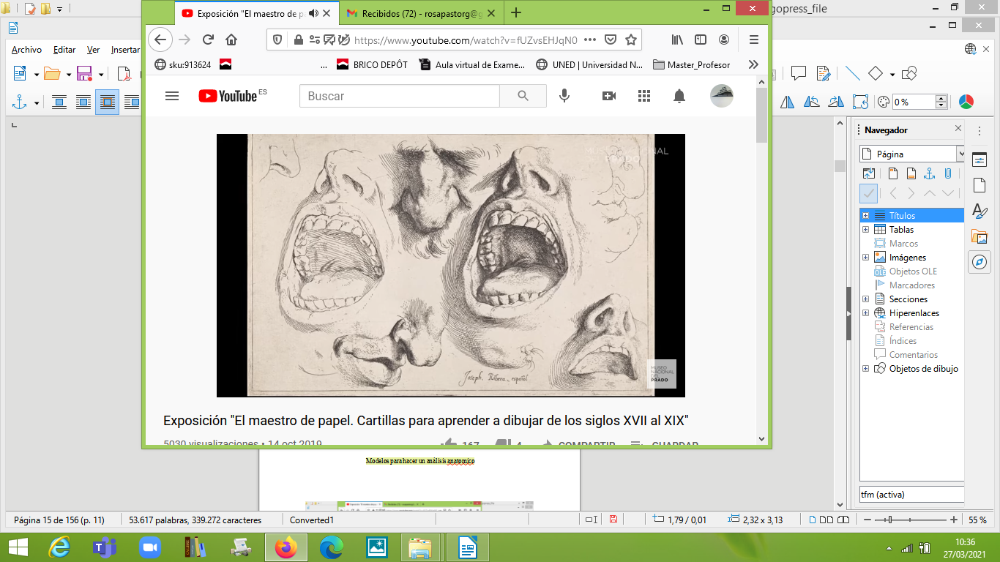 Exposición "El maestro de p
Recibidos (72) - rosapastorg@g
gopress_file
Archivo Editar Ver Insertar
https://www.youtube.com/watch?v=fUZvsEHJqN0
sku:913624 ... BRICO DEPÔT Aula virtual de Exame... UNED | Universidad N... Master_Profesor
YouTube ES
Buscar
0 %
Navegador
Página
MUSEO NACIONAL
PRADO
Títulos
Tablas
Marcos
Imágenes
Objetos OLE
Marcadores
Secciones
Hiperenlaces
Referencias
Índices
Comentarios
Objetos de dibujo
MUSEO
NACIONAL
DEL
PRADO
Joseph. Ribera. español
Exposición "El maestro de papel. Cartillas para aprender a dibujar de los siglos XVII al XIX"
5030 visualizaciones • 14 oct 2019 167 4 COMPARTIR GUARDAR
Modelos para hacer un análisis anatomico
tfm (activa)
Página 15 de 156 (p. 11) 53.617 palabras, 339.272 caracteres Converted1 1,79 / 0,01 2,32 x 3,13 55 %
10:36
27/03/2021